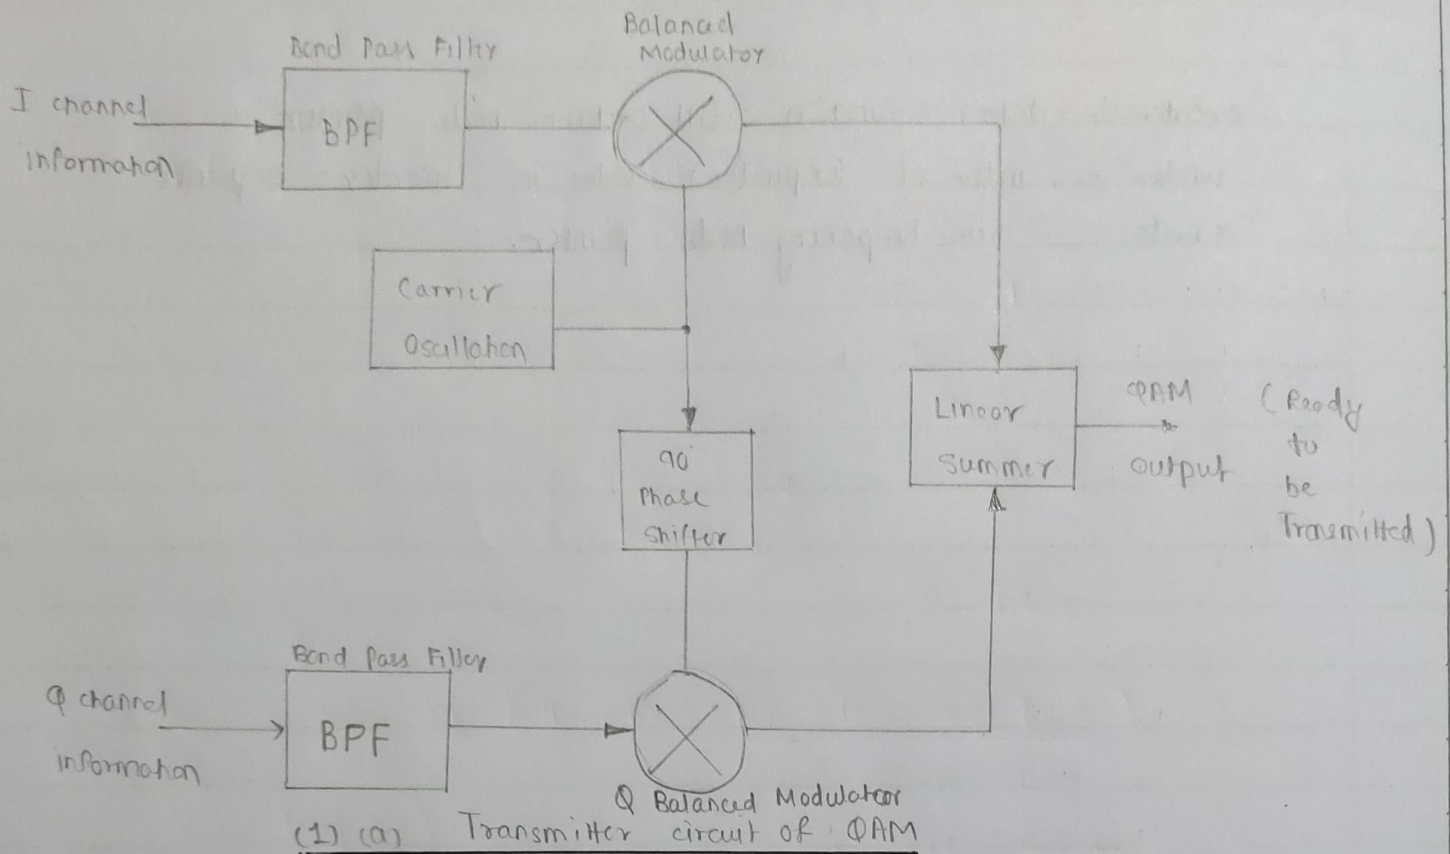 Balanced
Modulator
Band Pass Filter
I channel
information
BPF
Carrier
Oscillation
Linear
Summer
QAM
output
(Ready
to
be
Transmitted)
90°
Phase
Shifter
Band Pass Filter
Q channel
information
BPF
Q Balanced Modulator
(1) (a) Transmitter circuit of QAM